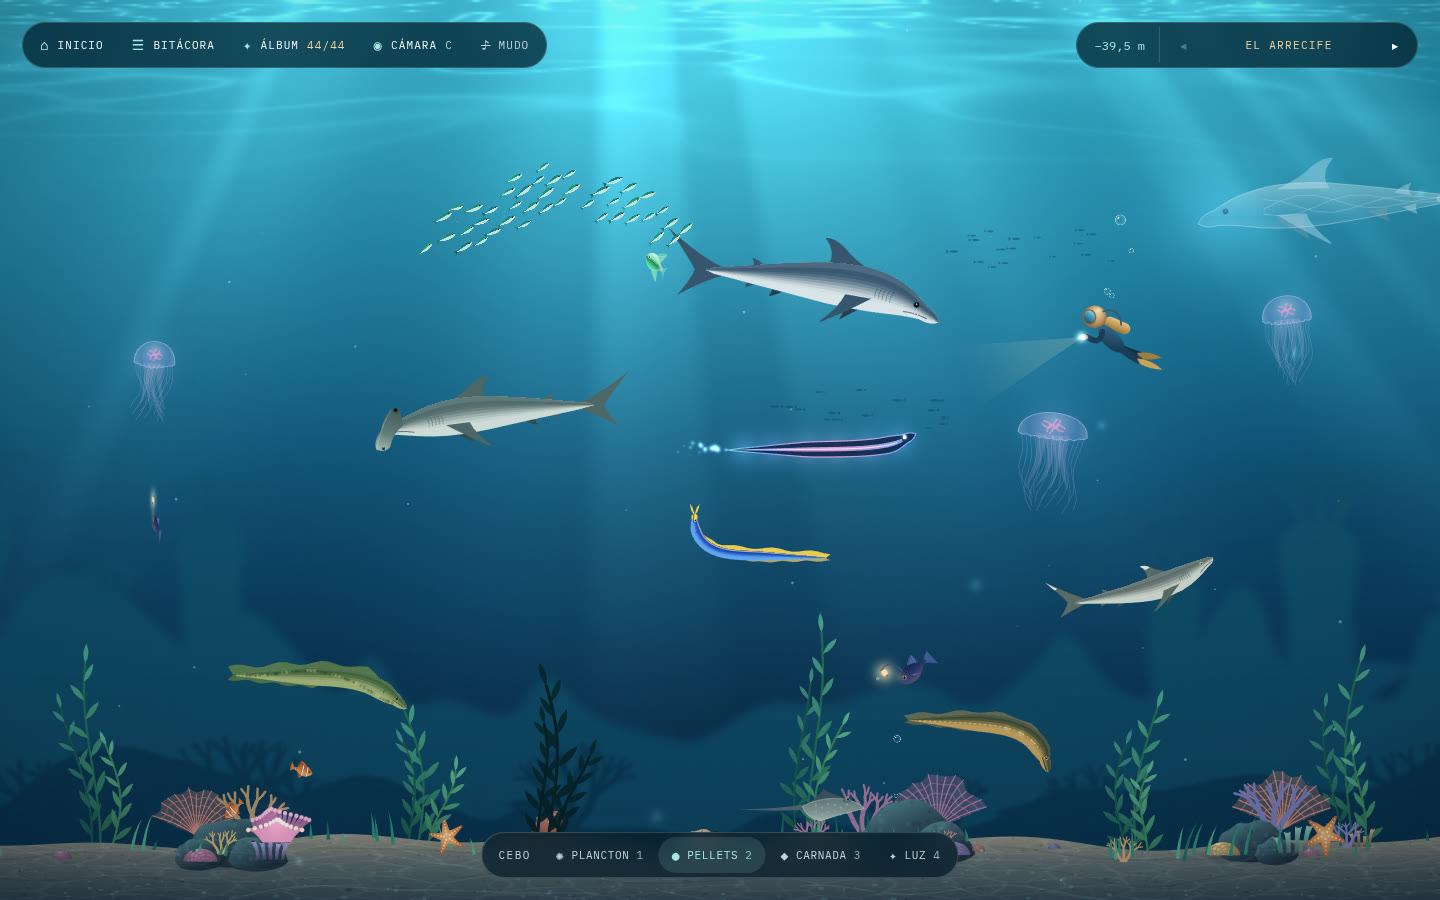 INICIO BITÁCORA ÁLBUM 44/44 CÁMARA C MUDO
−39,5 m EL ARRECIFE
CEBO PLANCTON 1 PELLETS 2 CARNADA 3 LUZ 4